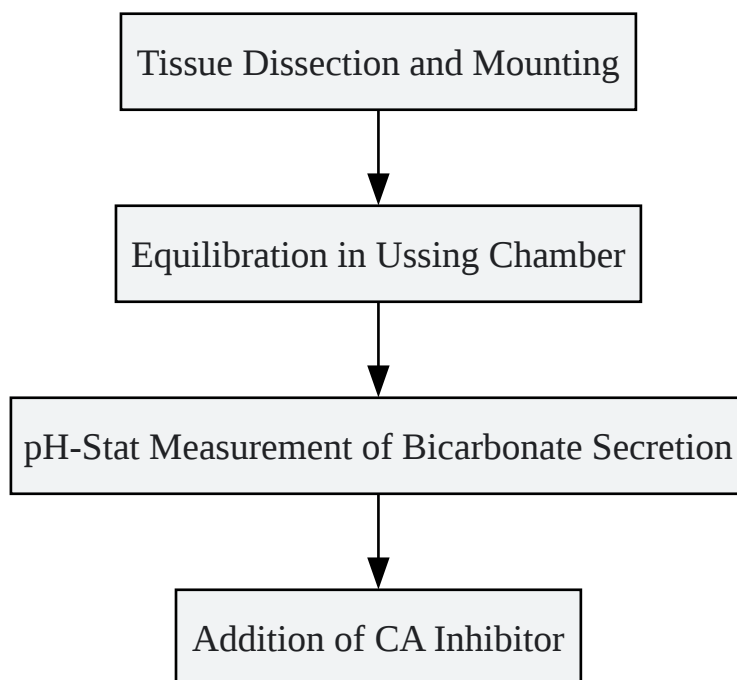 Tissue Dissection and Mounting
Equilibration in Ussing Chamber
pH-Stat Measurement of Bicarbonate Secretion
Addition of CA Inhibitor